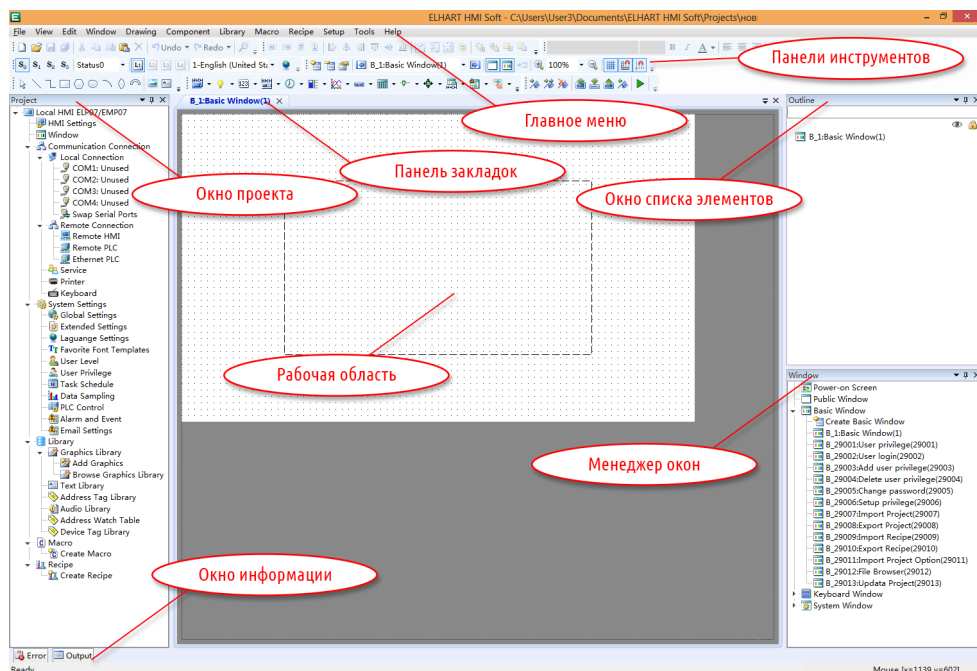 ELHART HMI Soft - C:\Users\User3\Documents\ELHART HMI Soft\Projects\нов
File View Edit Window Drawing Component Library Macro Recipe Setup Tools Help
Undo Redo
S₀ S₁ S₂ S₃ Status0 1-English (United Sta B_1:Basic Window(1) 100%
Панели инструментов
Project
B_1:Basic Window(1)
Outline
Главное меню
Панель закладок
Окно проекта
Окно списка элементов
Рабочая область
Менеджер окон
Окно информации
Local HMI ELP07/EMP07
HMI Settings
Window
Communication Connection
Local Connection
COM1: Unused
COM2: Unused
COM3: Unused
COM4: Unused
Swap Serial Ports
Remote Connection
Remote HMI
Remote PLC
Ethernet PLC
Service
Printer
Keyboard
System Settings
Global Settings
Extended Settings
Laguange Settings
Favorite Font Templates
User Level
User Privilege
Task Schedule
Data Sampling
PLC Control
Alarm and Event
Email Settings
Library
Graphics Library
Add Graphics
Browse Graphics Library
Text Library
Address Tag Library
Audio Library
Address Watch Table
Device Tag Library
Macro
Create Macro
Recipe
Create Recipe
B_1:Basic Window(1)
Window
Power-on Screen
Public Window
Basic Window
Create Basic Window
B_1:Basic Window(1)
B_29001:User privilege(29001)
B_29002:User login(29002)
B_29003:Add user privilege(29003)
B_29004:Delete user privilege(29004)
B_29005:Change password(29005)
B_29006:Setup privilege(29006)
B_29007:Import Project(29007)
B_29008:Export Project(29008)
B_29009:Import Recipe(29009)
B_29010:Export Recipe(29010)
B_29011:Import Project Option(29011)
B_29012:File Browser(29012)
B_29013:Updata Project(29013)
Keyboard Window
System Window
Error Output
Ready
Mouse [x=1139 y=602]